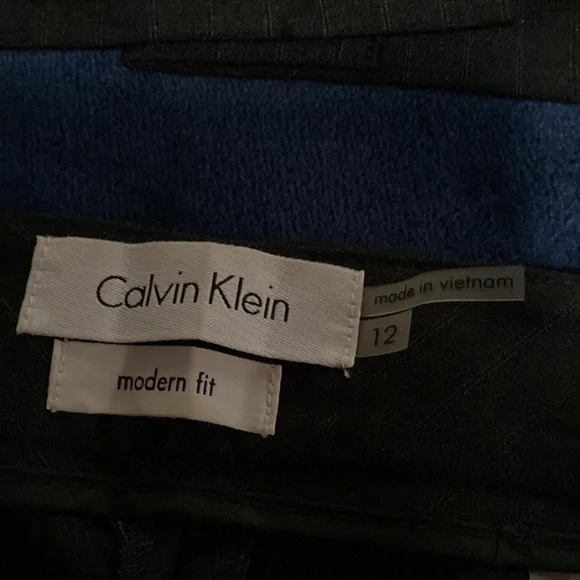 Calvin Klein
made in vietnam
12
modern fit